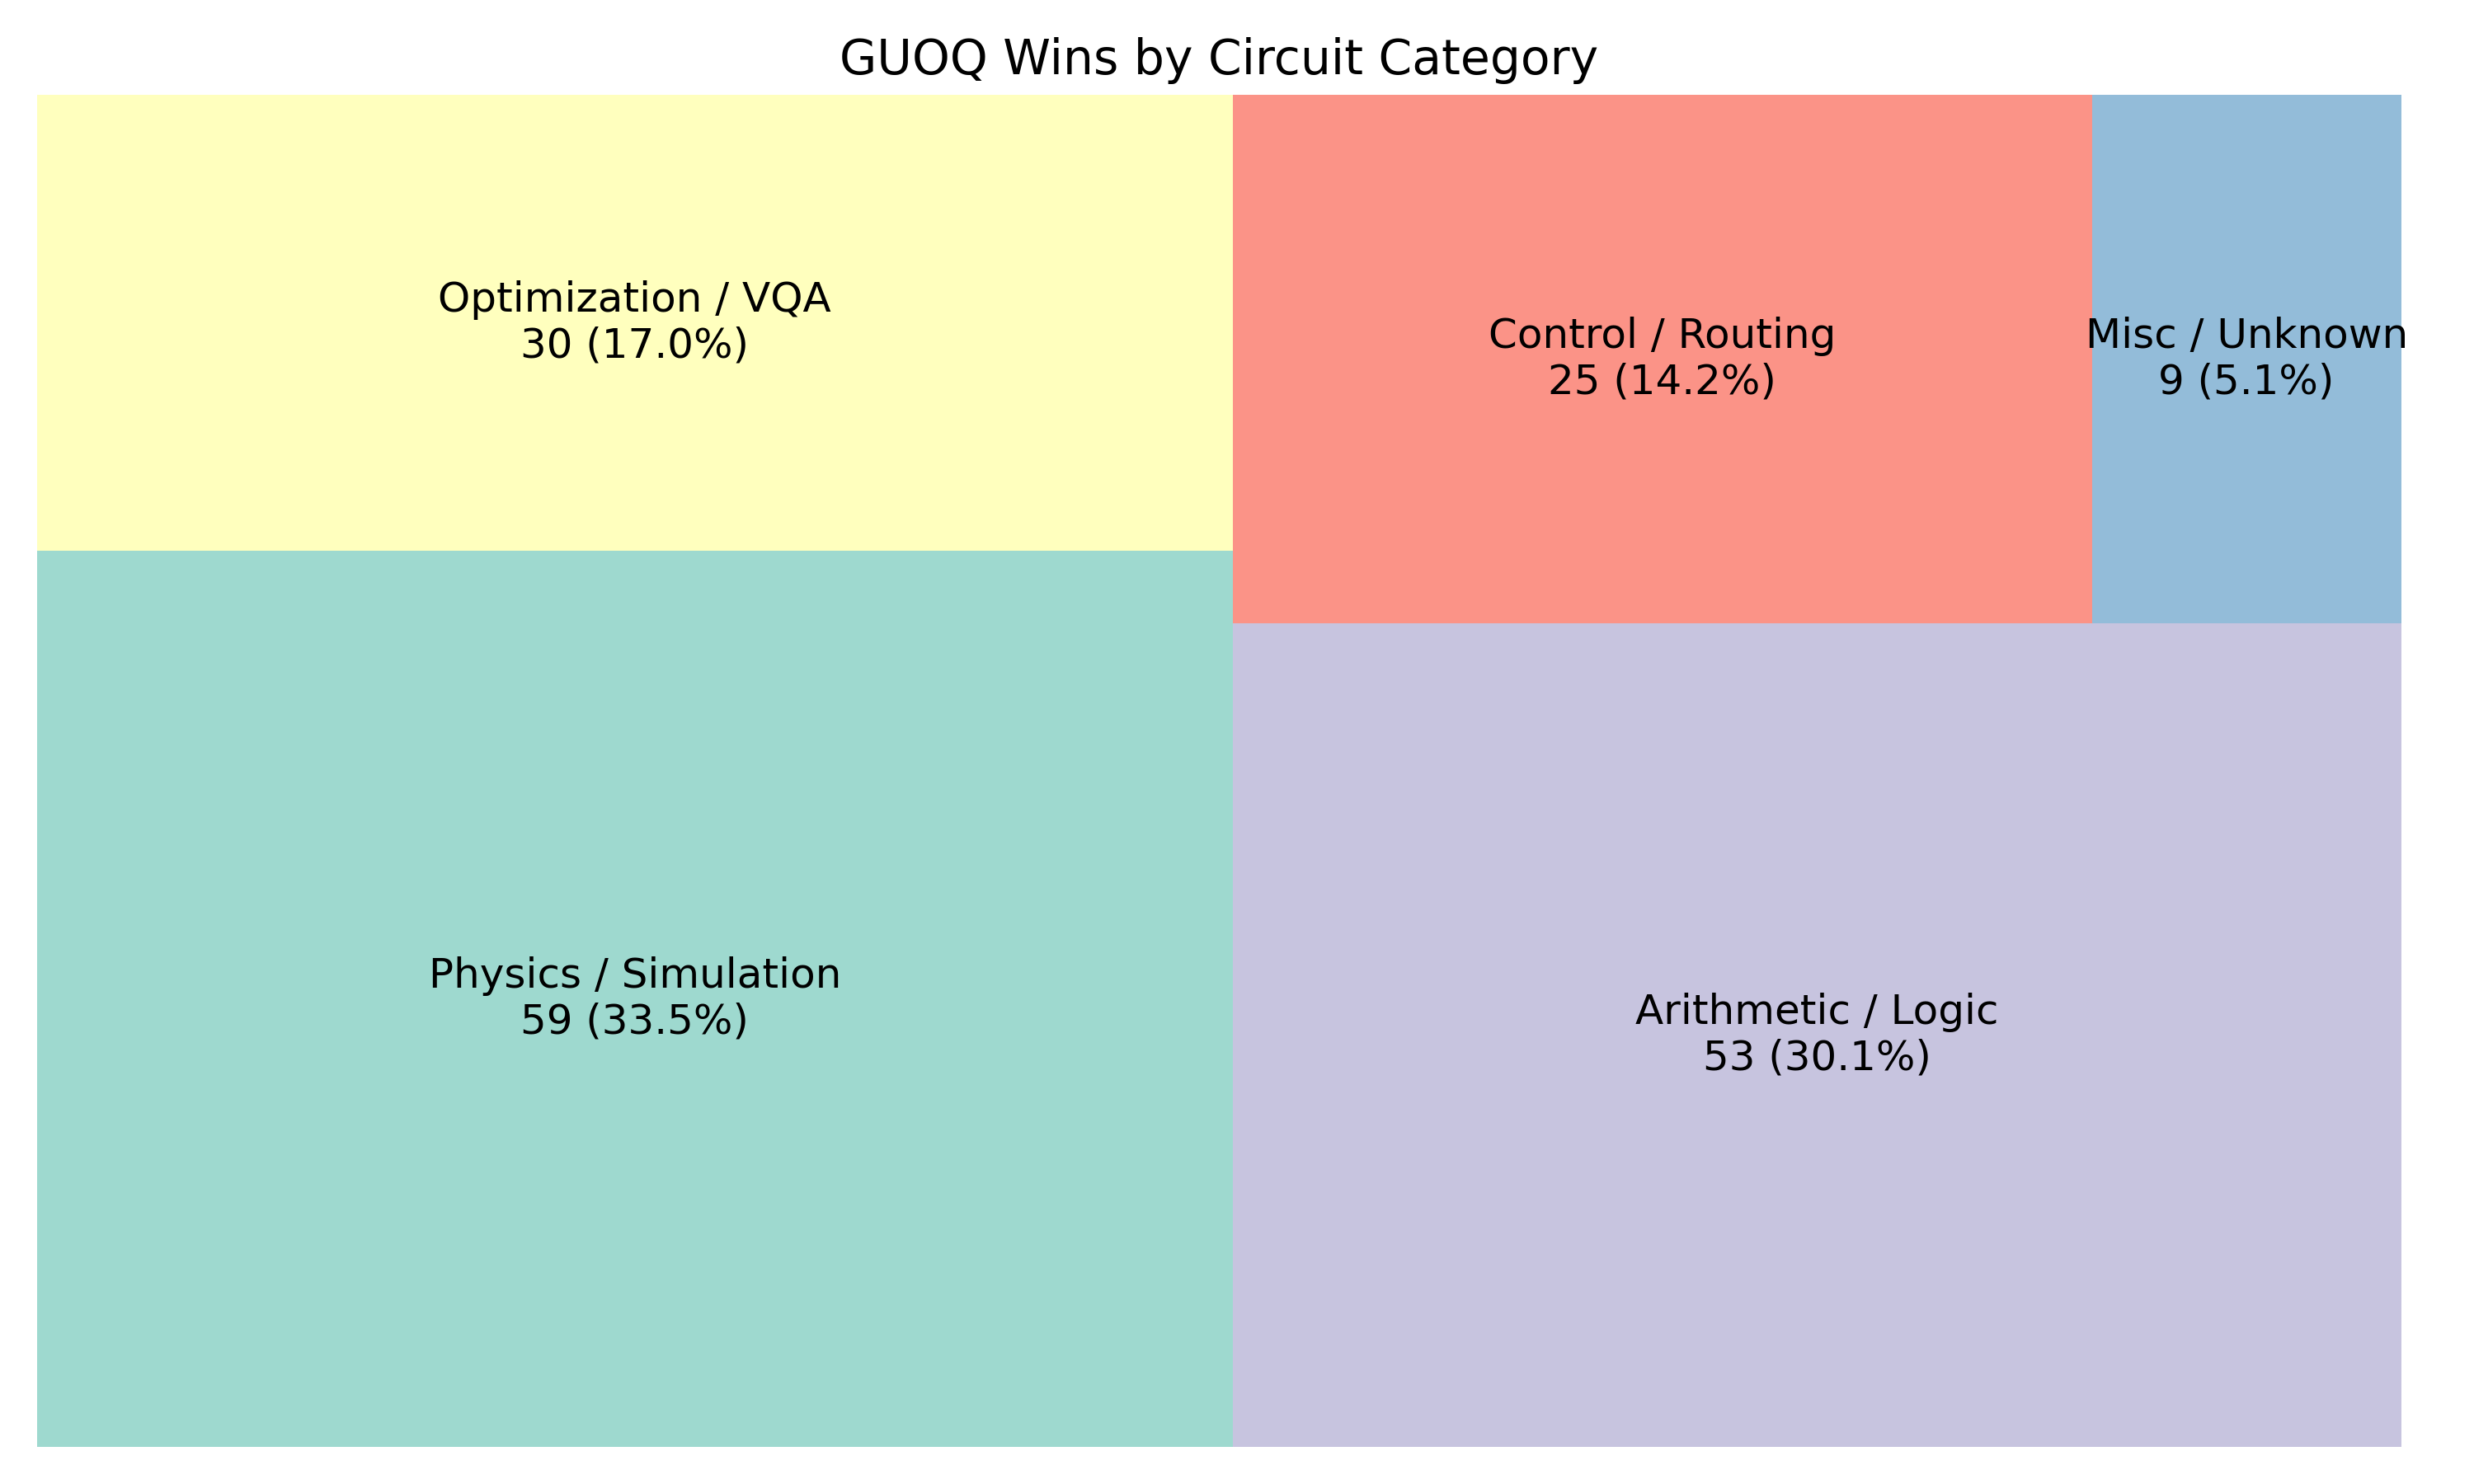 GUOQ Wins by Circuit Category
Optimization / VQA
30 (17.0%)
Control / Routing
25 (14.2%)
Misc / Unknown
9 (5.1%)
Physics / Simulation
59 (33.5%)
Arithmetic / Logic
53 (30.1%)